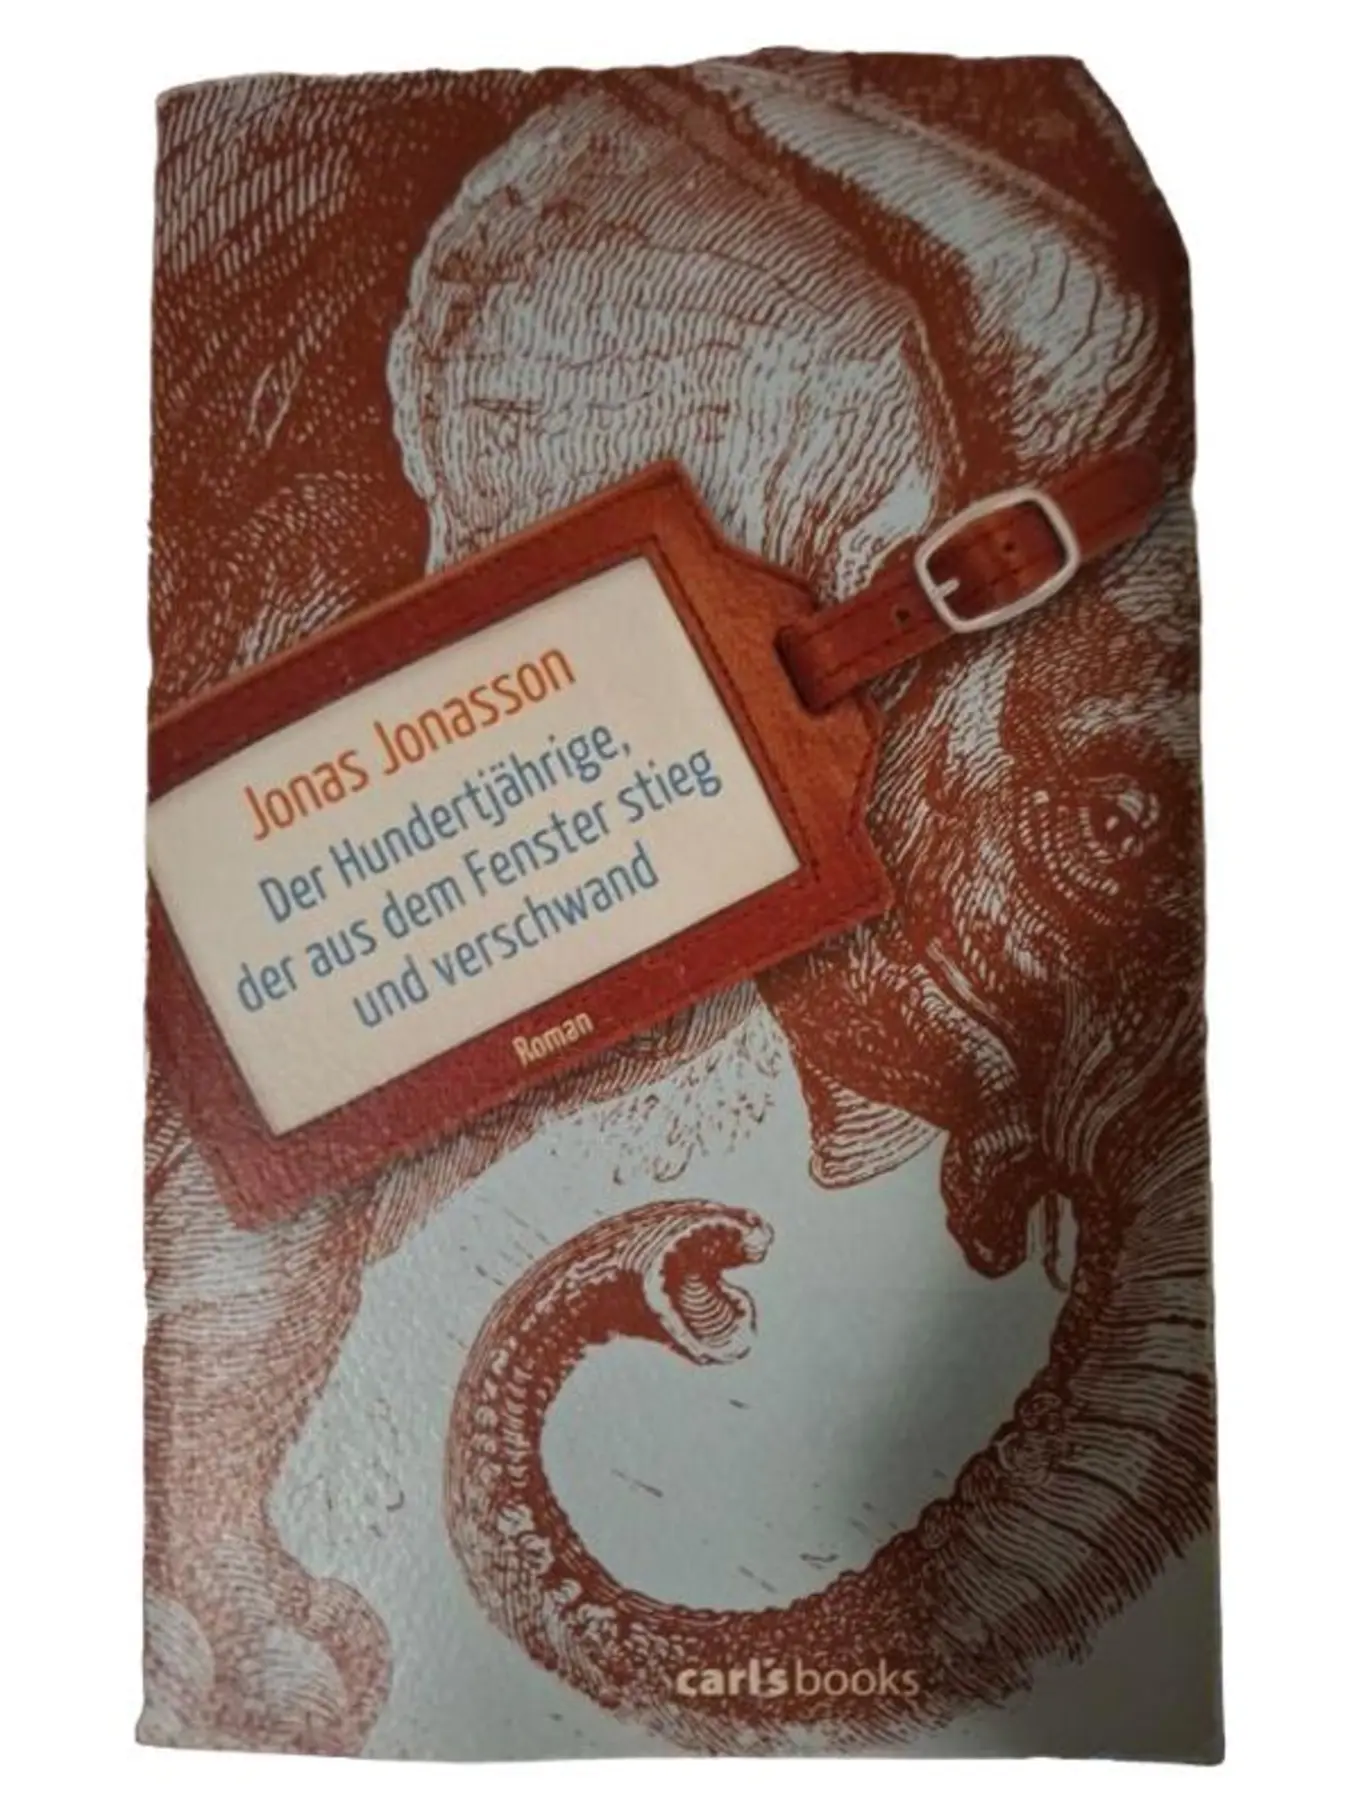 Jonas Jonasson
Der Hundertjährige,
der aus dem Fenster stieg
und verschwand
Roman
carl's books